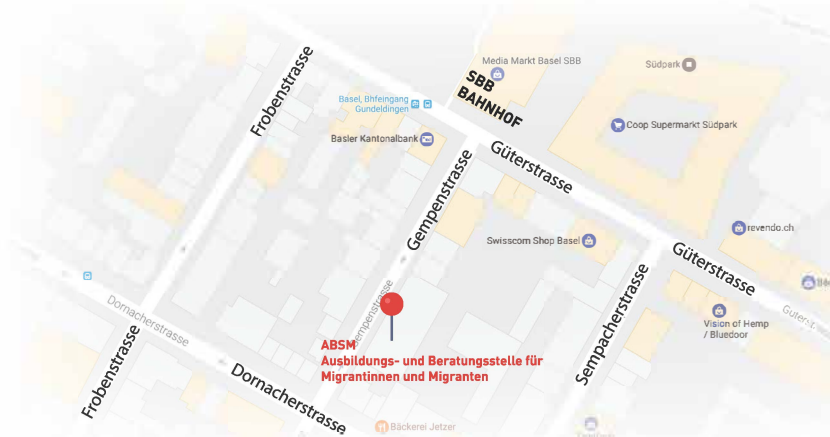 Media Markt Basel SBB
Südpark
SBB
BAHNHOF
Frobenstrasse
Basel, Bhfeingang
Gundeldingen
Basler Kantonalbank
Coop Supermarkt Südpark
Güterstrasse
Gempenstrasse
Swisscom Shop Basel
revendo.ch
Güterstrasse
Sempacherstrasse
Vision of Hemp
/ Bluedoor
Dornacherstrasse
Frobenstrasse
ABSM
Ausbildungs- und Beratungsstelle für
Migrantinnen und Migranten
Dornacherstrasse
Bäckerei Jetzer